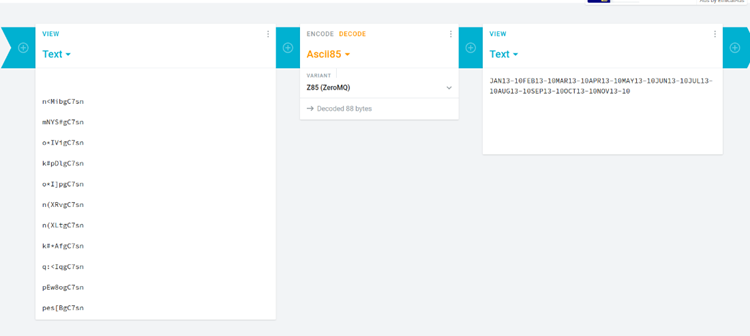 VIEW
Text
n<M!bgC7sn
mNY5#gC7sn
o+IV!gC7sn
k#pDlgC7sn
o+I]pgC7sn
n(XRvgC7sn
n(XLtgC7sn
k#+AfgC7sn
q:<IqgC7sn
pEw8ogC7sn
pes[BgC7sn
ENCODE DECODE
Ascii85
VARIANT
Z85 (ZeroMQ)
→ Decoded 88 bytes
VIEW
Text
JAN13-10FEB13-10MAR13-10APR13-10MAY13-10JUN13-10JUL13-
10AUG13-10SEP13-10OCT13-10NOV13-10